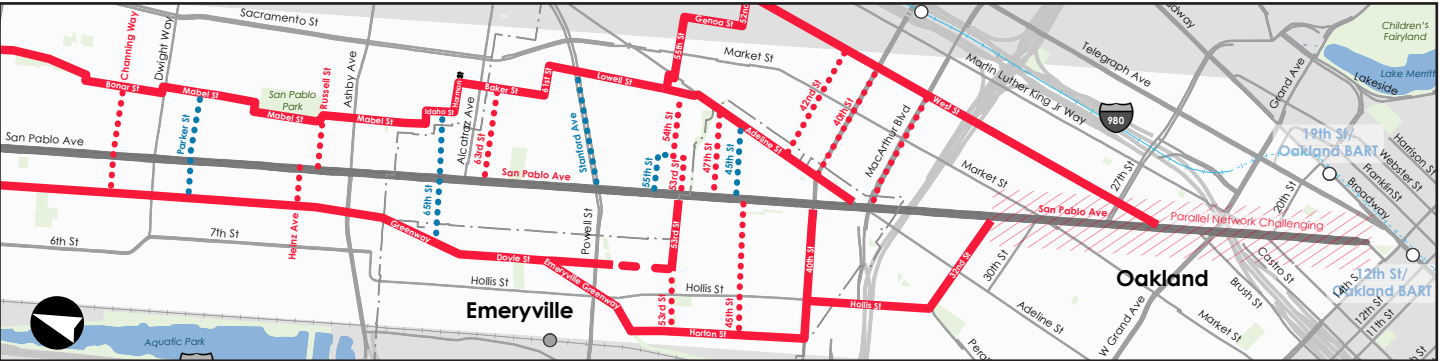 Sacramento St
Channing Way
Dwight Way
Bonar St
Mabel St
San Pablo
Park
Mabel St
Russell St
Mabel St
Ashby Ave
Idaho St
Harmon St
Alcatraz Ave
Baker St
61st St
Lowell St
55th St
Genoa St
52nd
Market St
42nd St
40th St
MacArthur Blvd
West St
Martin Luther King Jr Way
Telegraph Ave
980
Grand Ave
Children's
Fairyland
Lake Merritt
Lakeside
Harrison St
Webster St
Franklin St
Broadway
19th St/
Oakland BART
20th St
27th St
Market St
San Pablo Ave
Parker St
San Pablo Ave
65th St
63rd St
Stanford Ave
55th St
54th St
53rd St
47th St
45th St
Adeline St
San Pablo Ave
Parallel Network Challenging
6th St
7th St
Heinz Ave
Greenway
Doyle St
Emeryville Greenway
Powell St
53rd St
53rd St
45th St
Hollis St
Horton St
40th St
Hollis St
32nd St
30th St
Adeline St
Oakland
Castro St
Brush St
Market St
W Grand Ave
14th St
12th St
11th St
12th St/
Oakland BART
Emeryville
Aquatic Park